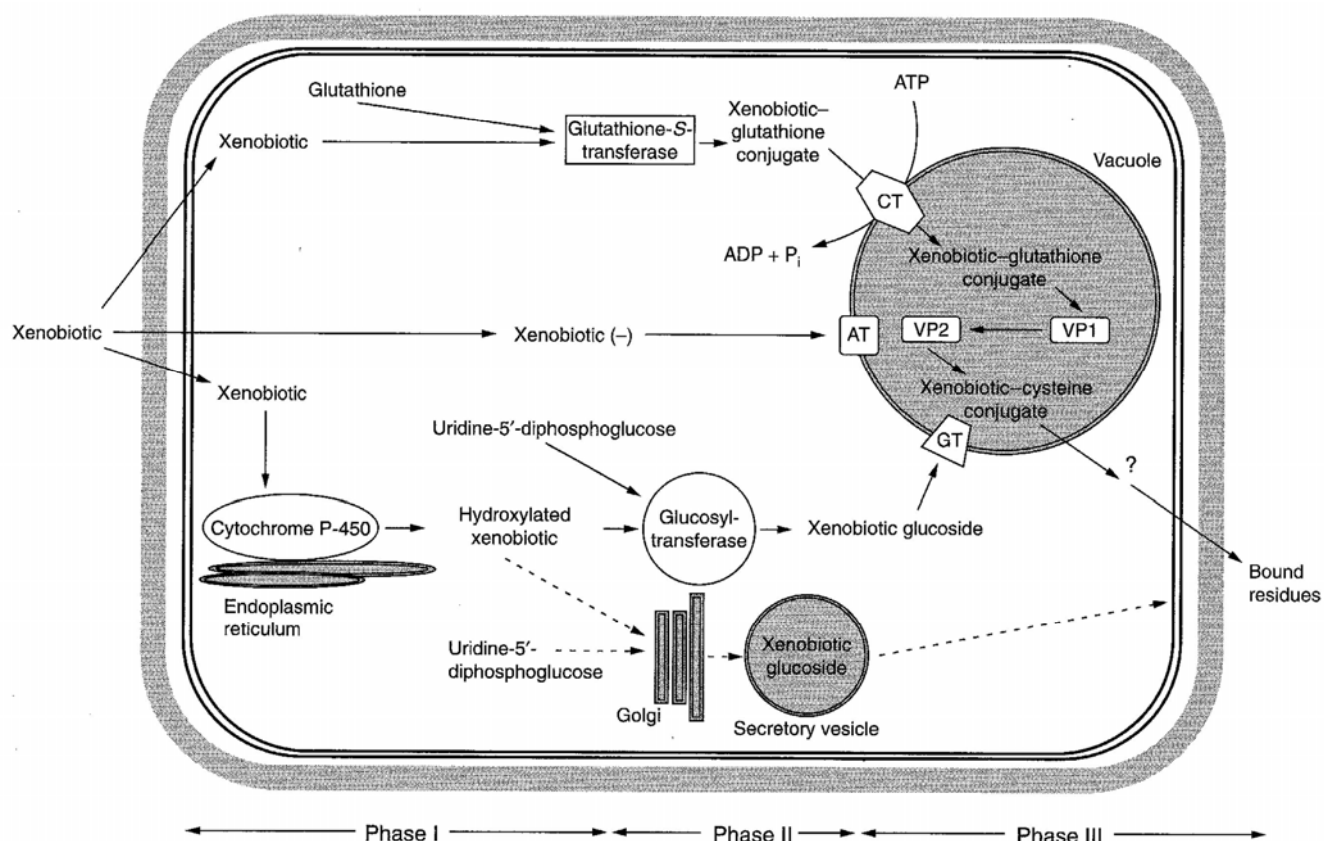 Glutathione
Xenobiotic
Glutathione-S-
transferase
Xenobiotic–
glutathione
conjugate
ATP
Vacuole
CT
ADP + Pi
Xenobiotic–glutathione
conjugate
Xenobiotic
Xenobiotic (–)
AT
VP2
VP1
Xenobiotic
Xenobiotic–cysteine
conjugate
Uridine-5′-diphosphoglucose
GT
?
Cytochrome P-450
Hydroxylated
xenobiotic
Glucosyl-
transferase
Xenobiotic glucoside
Bound
residues
Endoplasmic
reticulum
Uridine-5′-
diphosphoglucose
Xenobiotic
glucoside
Golgi
Secretory vesicle
Phase I
Phase II
Phase III